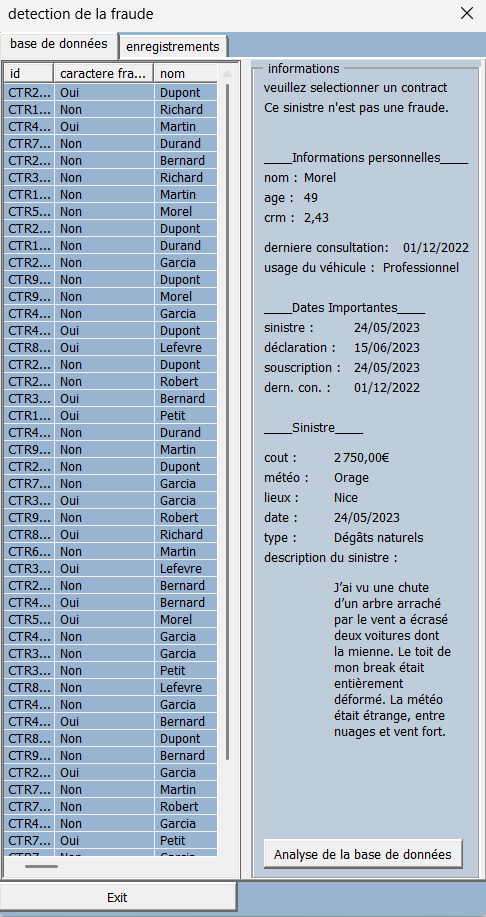 detection de la fraude
base de données enregistrements
id caractere fra... nom
CTR2... Oui Dupont
CTR1... Non Richard
CTR4... Oui Martin
CTR7... Non Durand
CTR2... Non Bernard
CTR3... Non Richard
CTR1... Non Martin
CTR5... Non Morel
CTR2... Non Dupont
CTR1... Non Durand
CTR2... Non Garcia
CTR9... Non Dupont
CTR9... Non Morel
CTR4... Non Garcia
CTR4... Oui Dupont
CTR8... Oui Lefevre
CTR2... Non Dupont
CTR2... Non Robert
CTR3... Oui Bernard
CTR1... Oui Petit
CTR4... Non Durand
CTR9... Non Martin
CTR2... Non Dupont
CTR7... Non Garcia
CTR3... Oui Garcia
CTR9... Non Robert
CTR8... Oui Richard
CTR6... Non Martin
CTR3... Oui Lefevre
CTR2... Non Bernard
CTR4... Oui Bernard
CTR5... Oui Morel
CTR4... Non Garcia
CTR3... Non Garcia
CTR3... Non Petit
CTR8... Non Lefevre
CTR4... Non Garcia
CTR4... Oui Bernard
CTR8... Non Dupont
CTR9... Non Bernard
CTR2... Oui Garcia
CTR7... Non Martin
CTR7... Non Robert
CTR4... Non Garcia
CTR7... Oui Petit
CTR7... Non Garcia
informations
veuillez selectionner un contract
Ce sinistre n'est pas une fraude.
____Informations personnelles____
nom : Morel
age : 49
crm : 2,43
derniere consultation: 01/12/2022
usage du véhicule : Professionnel
____Dates Importantes____
sinistre : 24/05/2023
déclaration : 15/06/2023
souscription : 24/05/2023
dern. con. : 01/12/2022
____Sinistre____
cout : 2 750,00€
météo : Orage
lieux : Nice
date : 24/05/2023
type : Dégâts naturels
description du sinistre :
J'ai vu une chute
d'un arbre arraché
par le vent a écrasé
deux voitures dont
la mienne. Le toit de
mon break était
entièrement
déformé. La météo
était étrange, entre
nuages et vent fort.
Analyse de la base de données
Exit